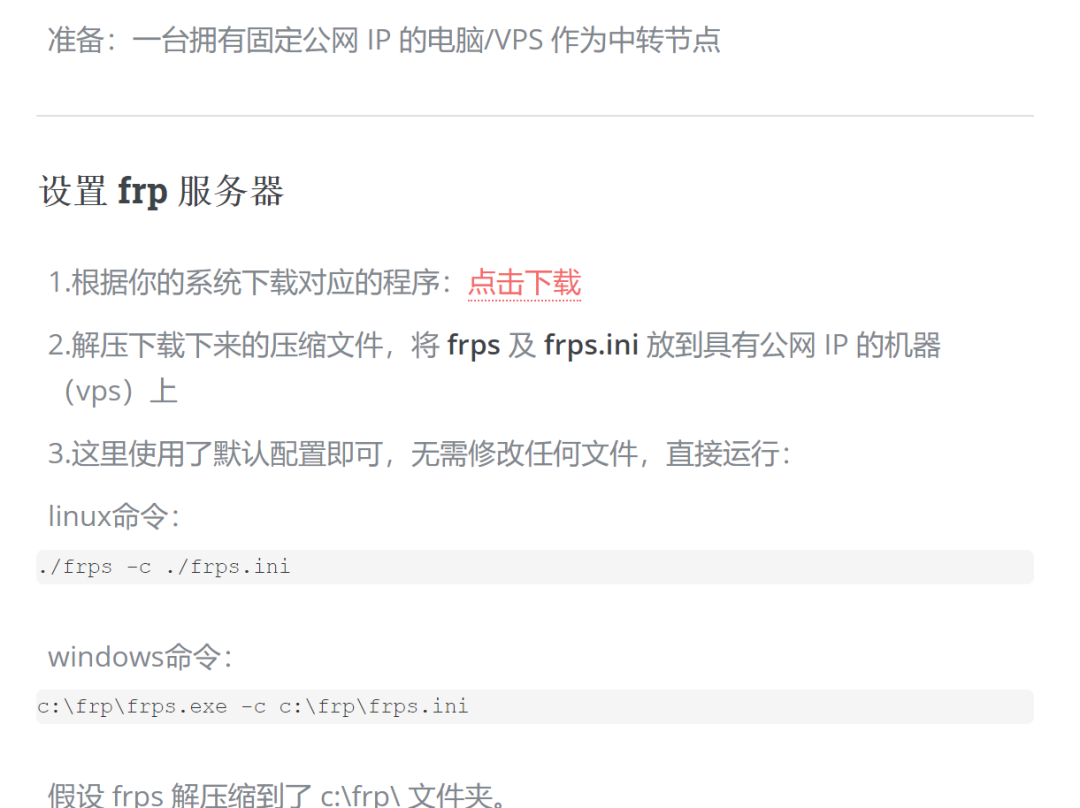 准备：一台拥有固定公网 IP 的电脑/VPS 作为中转节点
设置 frp 服务器
1.根据你的系统下载对应的程序：点击下载
2.解压下载下来的压缩文件，将 frps 及 frps.ini 放到具有公网 IP 的机器
（vps）上
3.这里使用了默认配置即可，无需修改任何文件，直接运行：
linux命令：
./frps -c ./frps.ini
windows命令：
c:\frp\frps.exe -c c:\frp\frps.ini
假设 frps 解压缩到了 c:\frp\ 文件夹。